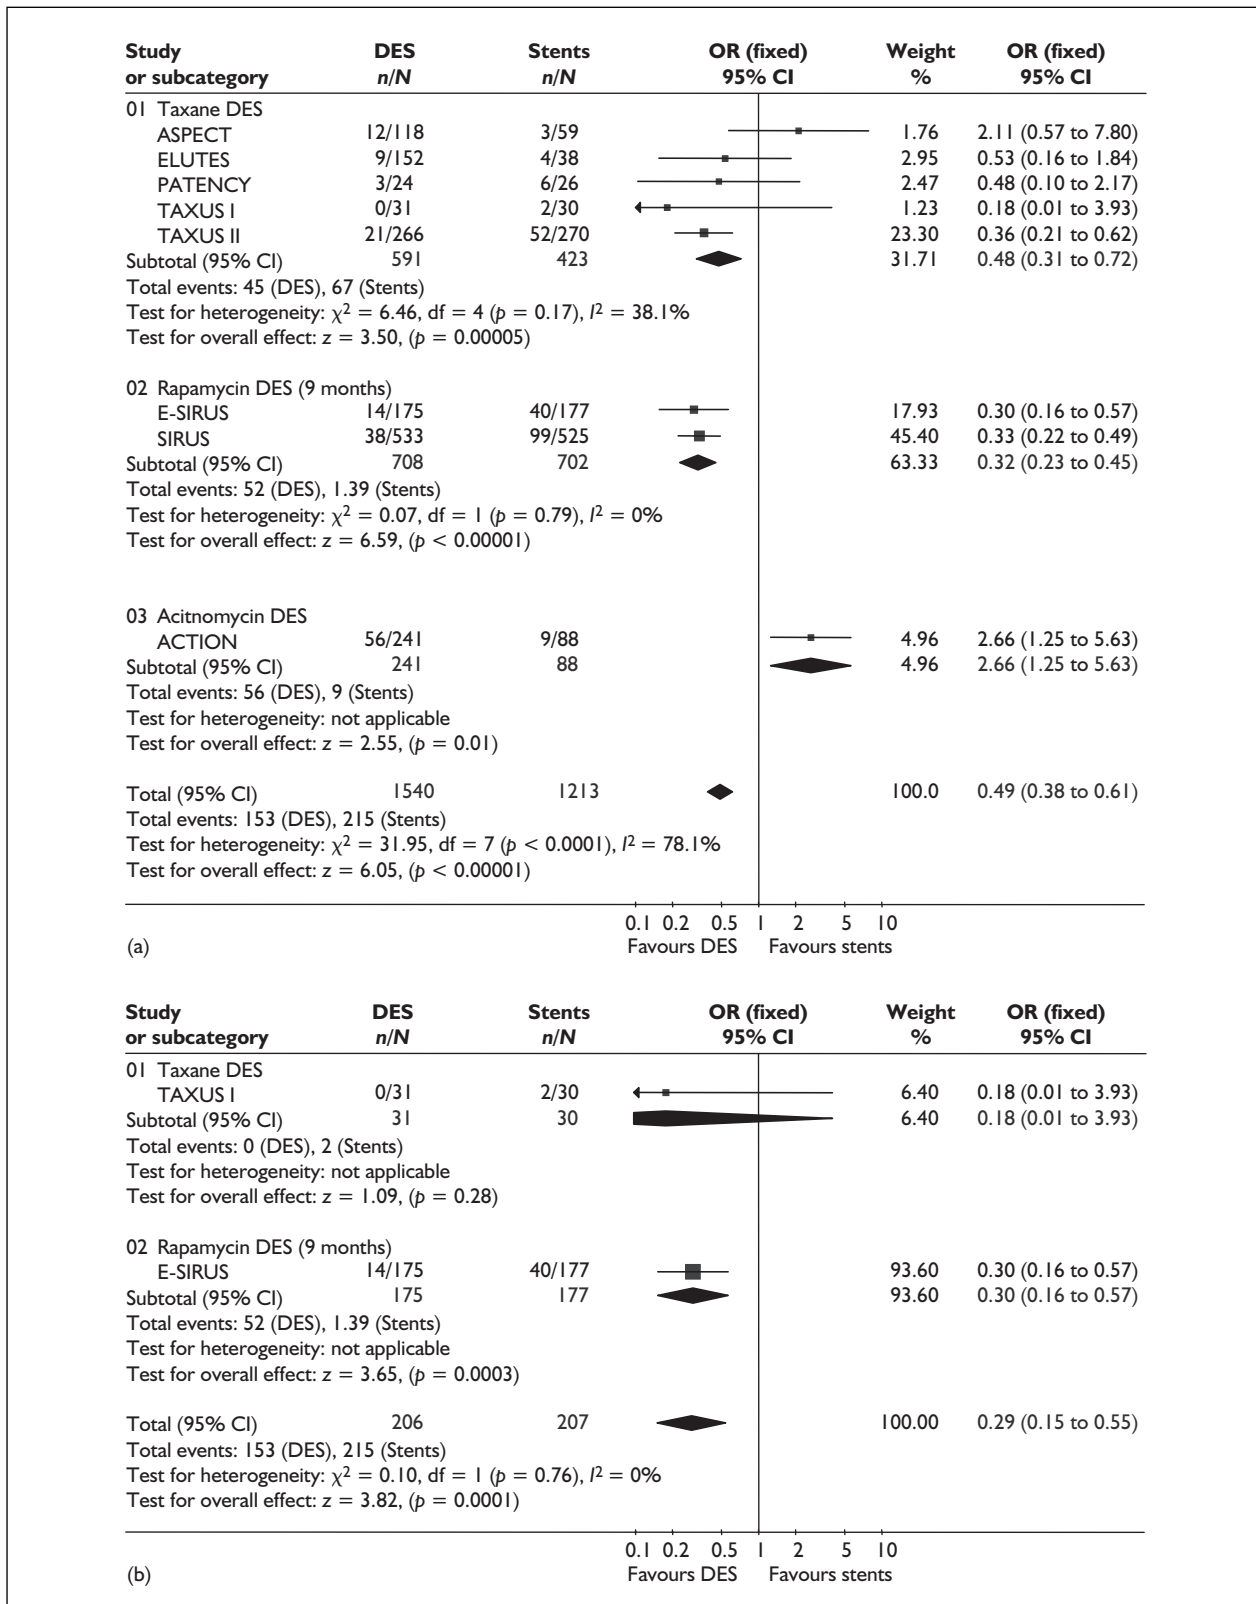 Study DES Stents OR (fixed) Weight OR (fixed)
or subcategory n/N n/N 95% CI % 95% CI
01 Taxane DES
ASPECT 12/118 3/59 1.76 2.11 (0.57 to 7.80)
ELUTES 9/152 4/38 2.95 0.53 (0.16 to 1.84)
PATENCY 3/24 6/26 2.47 0.48 (0.10 to 2.17)
TAXUS I 0/31 2/30 1.23 0.18 (0.01 to 3.93)
TAXUS II 21/266 52/270 23.30 0.36 (0.21 to 0.62)
Subtotal (95% CI) 591 423 31.71 0.48 (0.31 to 0.72)
Total events: 45 (DES), 67 (Stents)
Test for heterogeneity: χ² = 6.46, df = 4 (p = 0.17), I² = 38.1%
Test for overall effect: z = 3.50, (p = 0.00005)
02 Rapamycin DES (9 months)
E-SIRUS 14/175 40/177 17.93 0.30 (0.16 to 0.57)
SIRUS 38/533 99/525 45.40 0.33 (0.22 to 0.49)
Subtotal (95% CI) 708 702 63.33 0.32 (0.23 to 0.45)
Total events: 52 (DES), 1.39 (Stents)
Test for heterogeneity: χ² = 0.07, df = 1 (p = 0.79), I² = 0%
Test for overall effect: z = 6.59, (p < 0.00001)
03 Acitnomycin DES
ACTION 56/241 9/88 4.96 2.66 (1.25 to 5.63)
Subtotal (95% CI) 241 88 4.96 2.66 (1.25 to 5.63)
Total events: 56 (DES), 9 (Stents)
Test for heterogeneity: not applicable
Test for overall effect: z = 2.55, (p = 0.01)
Total (95% CI) 1540 1213 100.0 0.49 (0.38 to 0.61)
Total events: 153 (DES), 215 (Stents)
Test for heterogeneity: χ² = 31.95, df = 7 (p < 0.0001), I² = 78.1%
Test for overall effect: z = 6.05, (p < 0.00001)
0.1 0.2 0.5 1 2 5 10
(a) Favours DES Favours stents
Study DES Stents OR (fixed) Weight OR (fixed)
or subcategory n/N n/N 95% CI % 95% CI
01 Taxane DES
TAXUS I 0/31 2/30 6.40 0.18 (0.01 to 3.93)
Subtotal (95% CI) 31 30 6.40 0.18 (0.01 to 3.93)
Total events: 0 (DES), 2 (Stents)
Test for heterogeneity: not applicable
Test for overall effect: z = 1.09, (p = 0.28)
02 Rapamycin DES (9 months)
E-SIRUS 14/175 40/177 93.60 0.30 (0.16 to 0.57)
Subtotal (95% CI) 175 177 93.60 0.30 (0.16 to 0.57)
Total events: 52 (DES), 1.39 (Stents)
Test for heterogeneity: not applicable
Test for overall effect: z = 3.65, (p = 0.0003)
Total (95% CI) 206 207 100.00 0.29 (0.15 to 0.55)
Total events: 153 (DES), 215 (Stents)
Test for heterogeneity: χ² = 0.10, df = 1 (p = 0.76), I² = 0%
Test for overall effect: z = 3.82, (p = 0.0001)
0.1 0.2 0.5 1 2 5 10
(b) Favours DES Favours stents